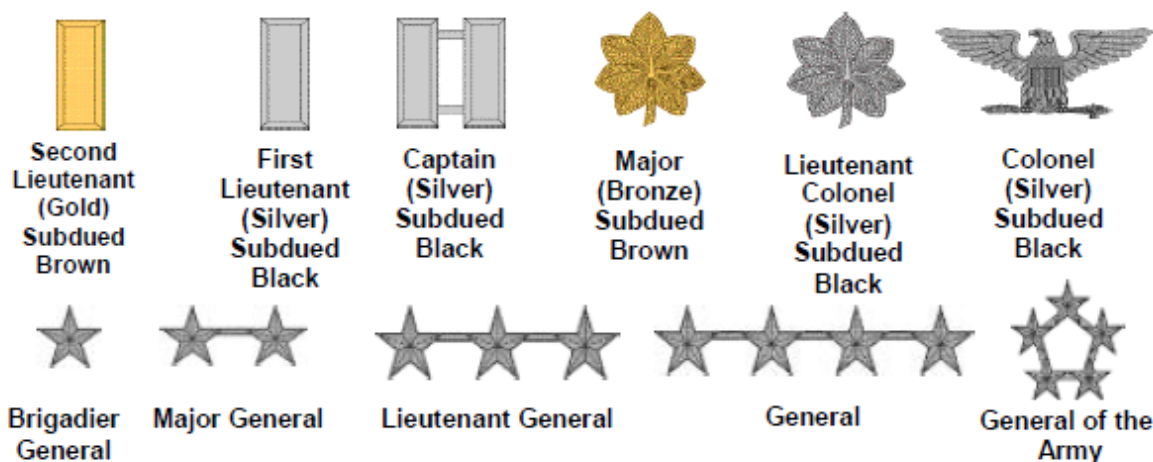 Second
Lieutenant
(Gold)
Subdued
Brown
First
Lieutenant
(Silver)
Subdued
Black
Captain
(Silver)
Subdued
Black
Major
(Bronze)
Subdued
Brown
Lieutenant
Colonel
(Silver)
Subdued
Black
Colonel
(Silver)
Subdued
Black
Brigadier
General
Major General
Lieutenant General
General
General of the
Army